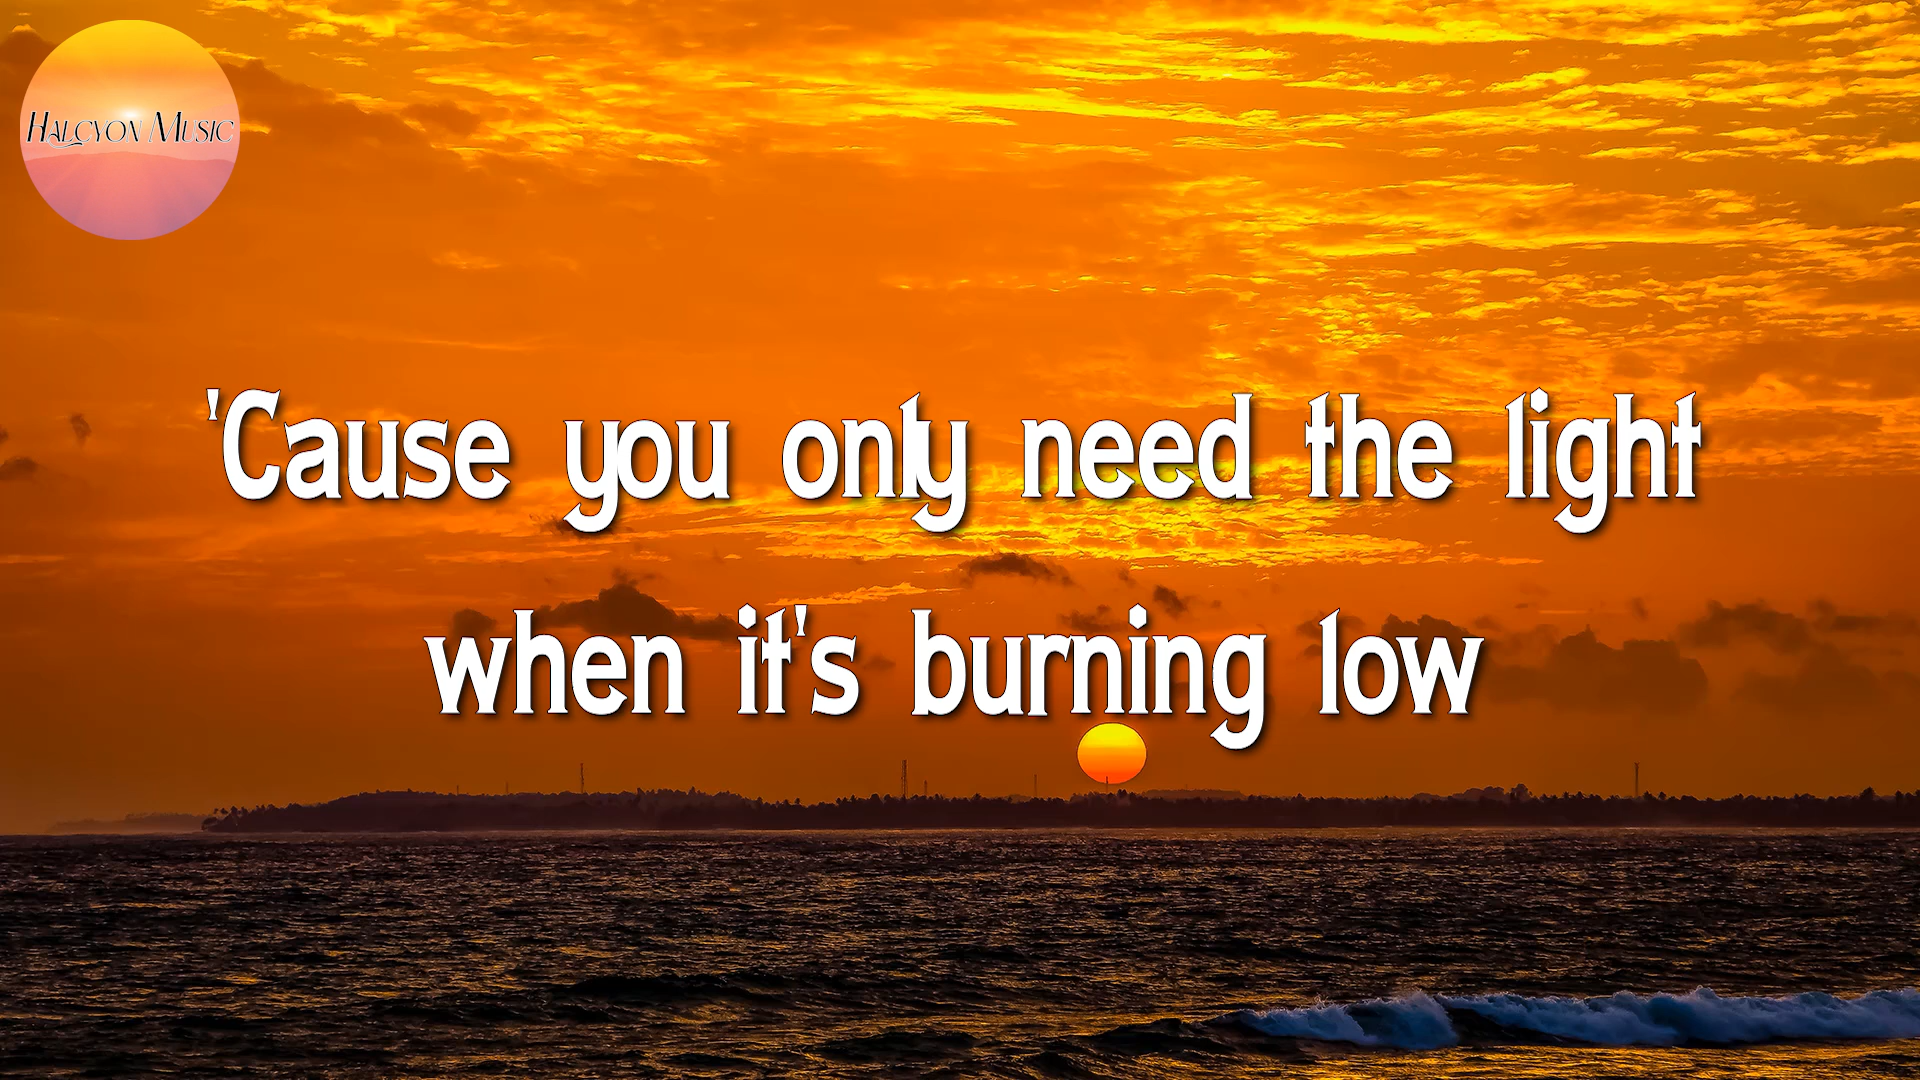 Halcyon Music
'Cause you only need the light
when it's burning low